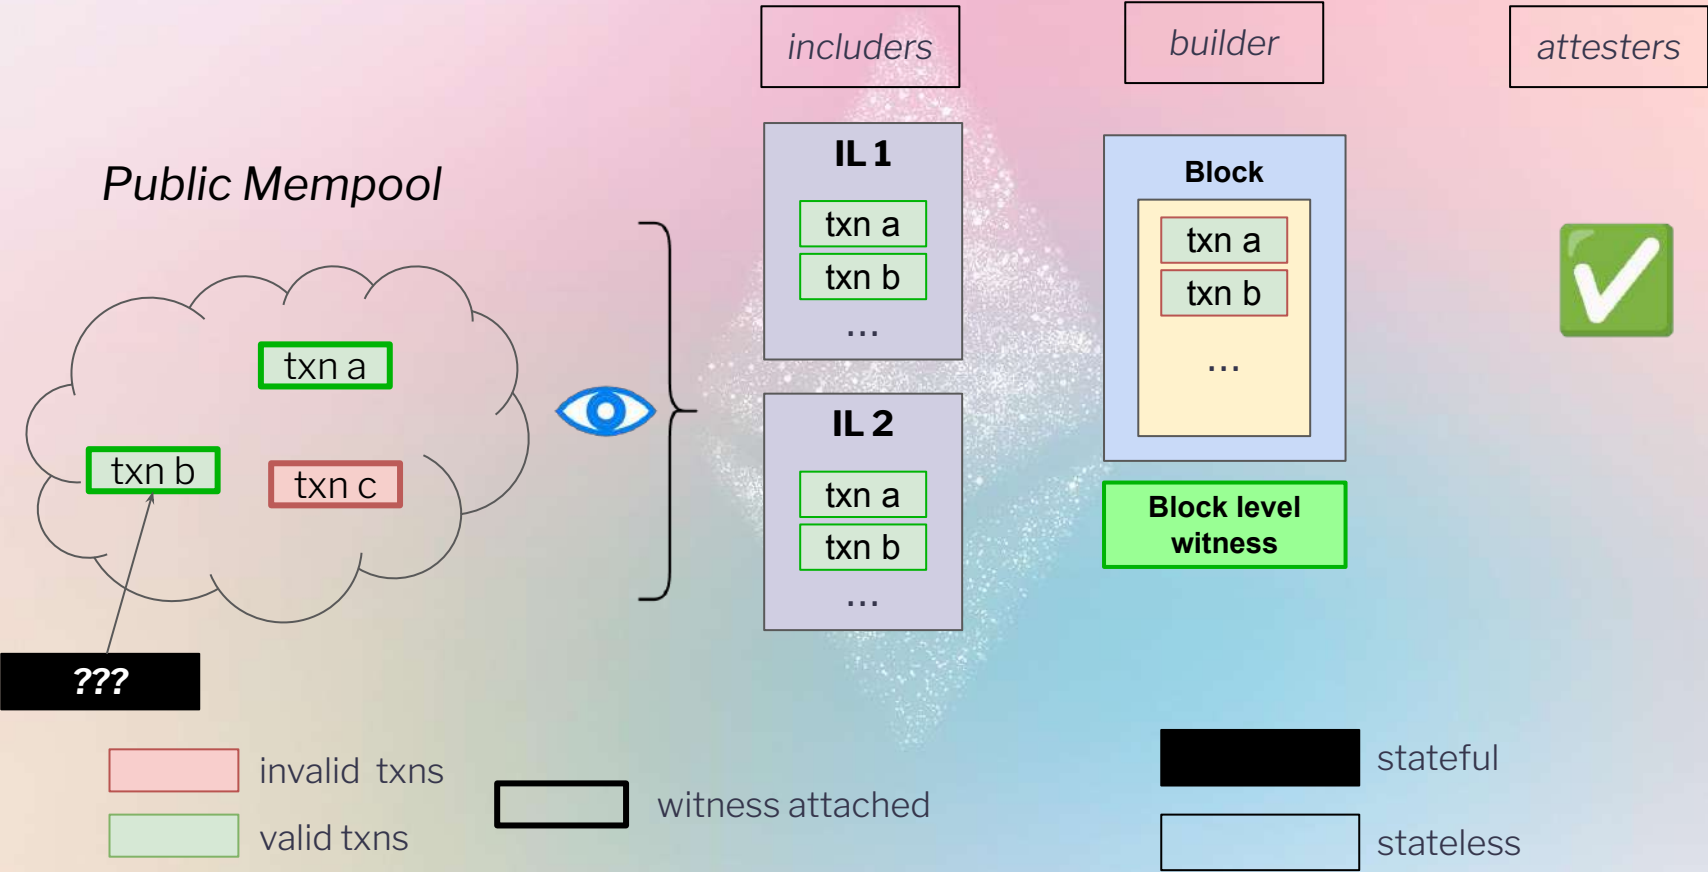 includers
builder
attesters
Public Mempool
txn a
txn b
txn c
???
IL 1
txn a
txn b
...
IL 2
txn a
txn b
...
Block
txn a
txn b
...
Block level
witness
invalid txns
valid txns
witness attached
stateful
stateless